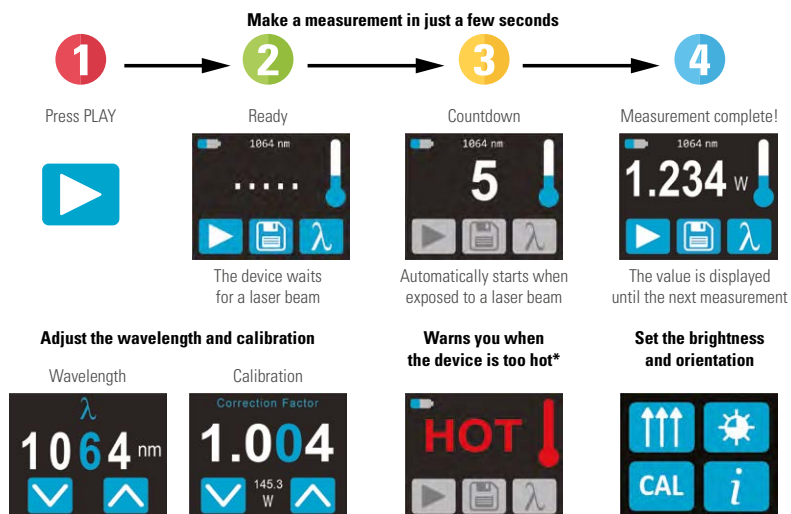 Make a measurement in just a few seconds
1
2
3
4
Press PLAY
Ready
Countdown
Measurement complete!
1064 nm
.....
λ
1064 nm
5
λ
1064 nm
1.234 W
λ
The device waits
for a laser beam
Automatically starts when
exposed to a laser beam
The value is displayed
until the next measurement
Adjust the wavelength and calibration
Warns you when
the device is too hot*
Set the brightness
and orientation
Wavelength
Calibration
λ
1064 nm
Correction Factor
1.004
145.3
W
HOT
λ
CAL
i